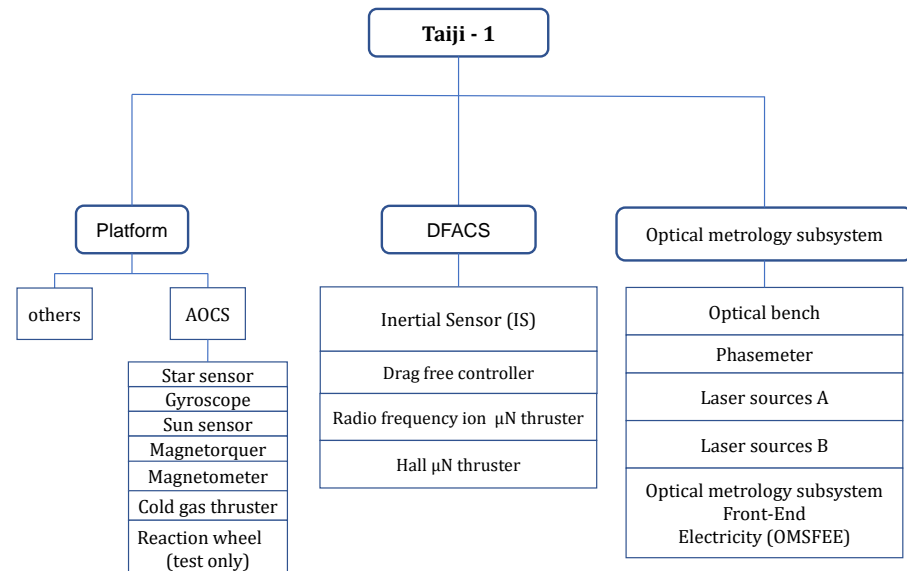 Taiji - 1
Platform
DFACS
Optical metrology subsystem
others
AOCS
Star sensor
Gyroscope
Sun sensor
Magnetorquer
Magnetometer
Cold gas thruster
Reaction wheel
(test only)
Inertial Sensor (IS)
Drag free controller
Radio frequency ion μN thruster
Hall μN thruster
Optical bench
Phasemeter
Laser sources A
Laser sources B
Optical metrology subsystem
Front-End
Electricity (OMSFEE)